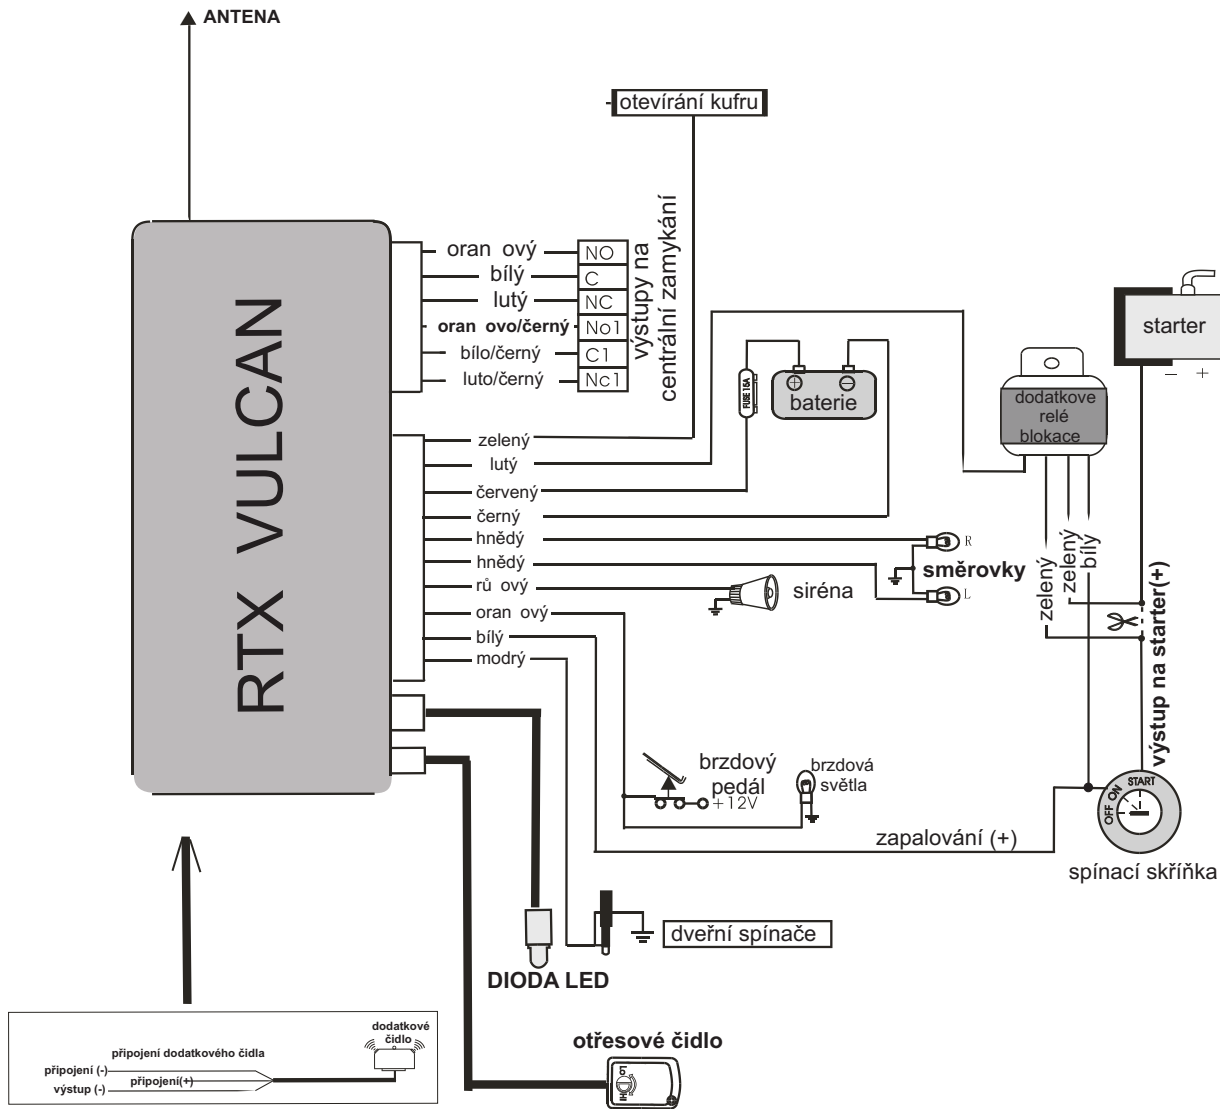 ANTENA
otevírání kufru
RTX VULCAN
oran ový
NO
bílý
C
lutý
NC
oran ovo/černý
No1
bílo/černý
C1
luto/černý
Nc1
výstupy na
centrální zamykání
zelený
lutý
červený
černý
hnědý
hnědý
rů ový
oran ový
bílý
modrý
FUSE 15A
+
−
baterie
starter
− +
dodatkove
relé
blokace
zelený
zelený
bílý
výstup na starter(+)
R
směrovky
L
siréna
brzdový
pedál
+12V
brzdová
světla
zapalování (+)
OFF ON START
spínací skříňka
dveřní spínače
DIODA LED
otřesové čidlo
LO
HI
dodatkové
čidlo
připojení dodatkového čidla
připojení (-)
připojení(+)
výstup (-)